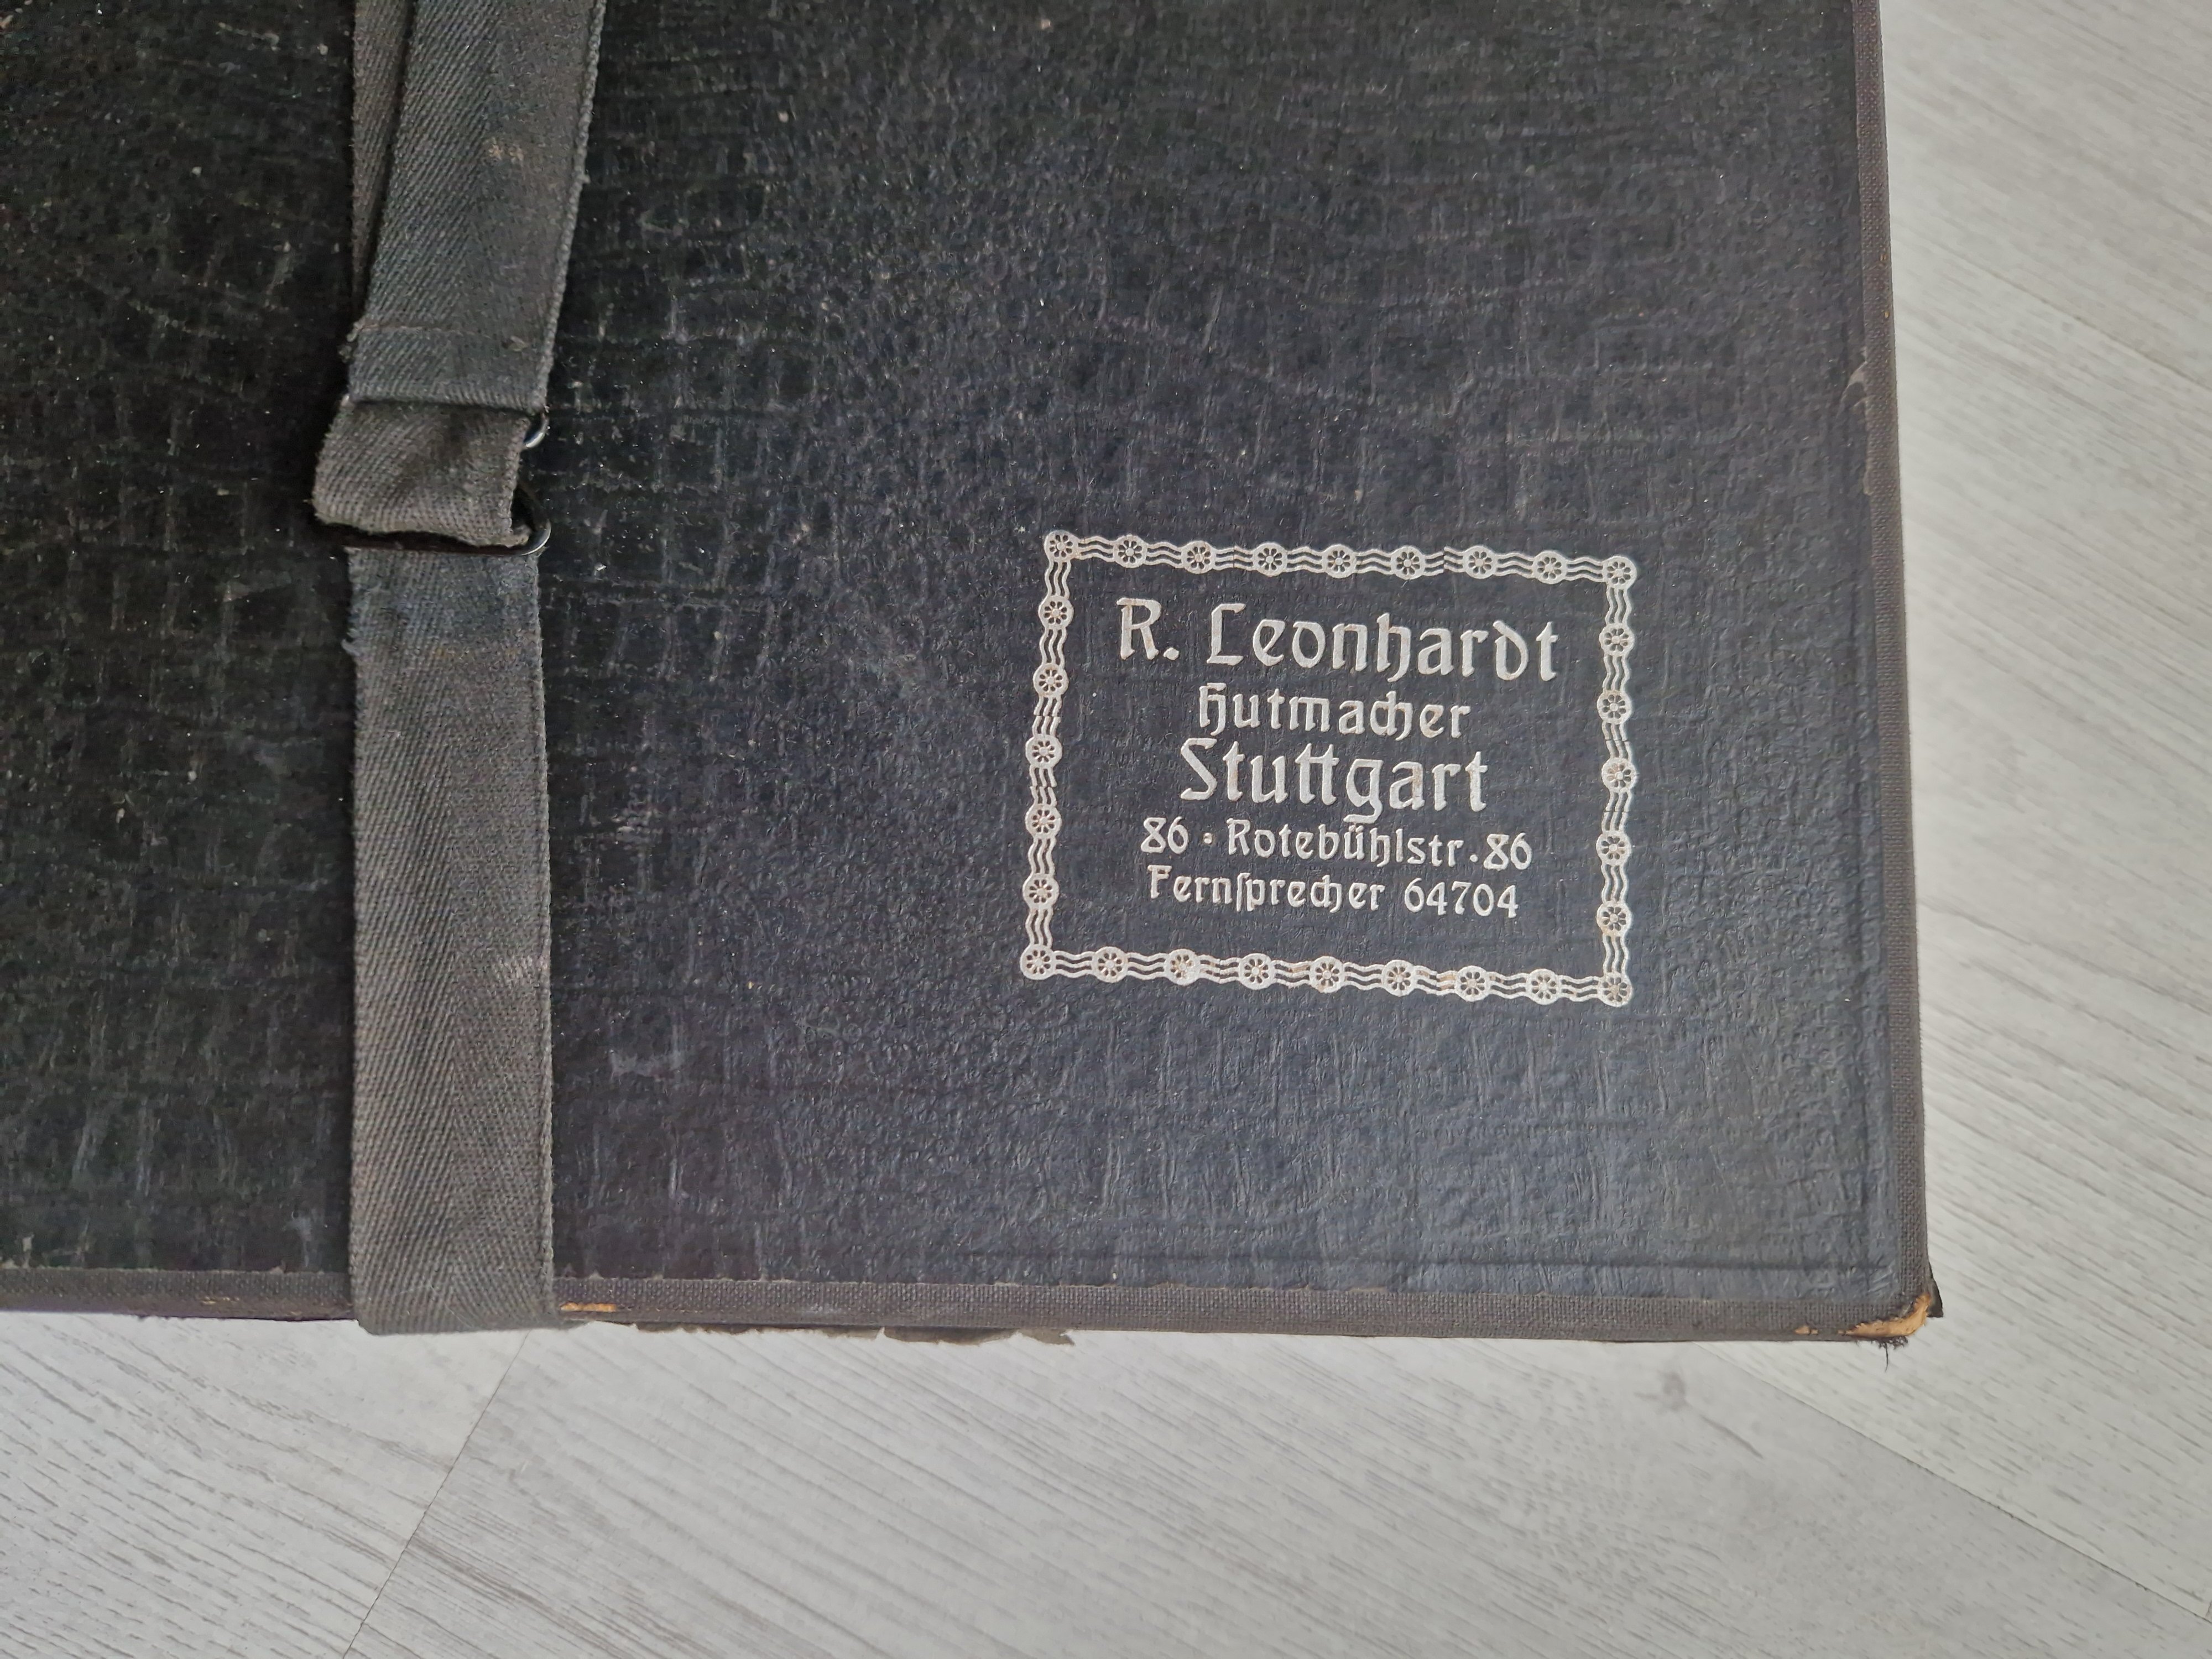 R. Leonhardt
Hutmacher
Stuttgart
86 · Rotebühlstr. 86
Fernſprecher 64704